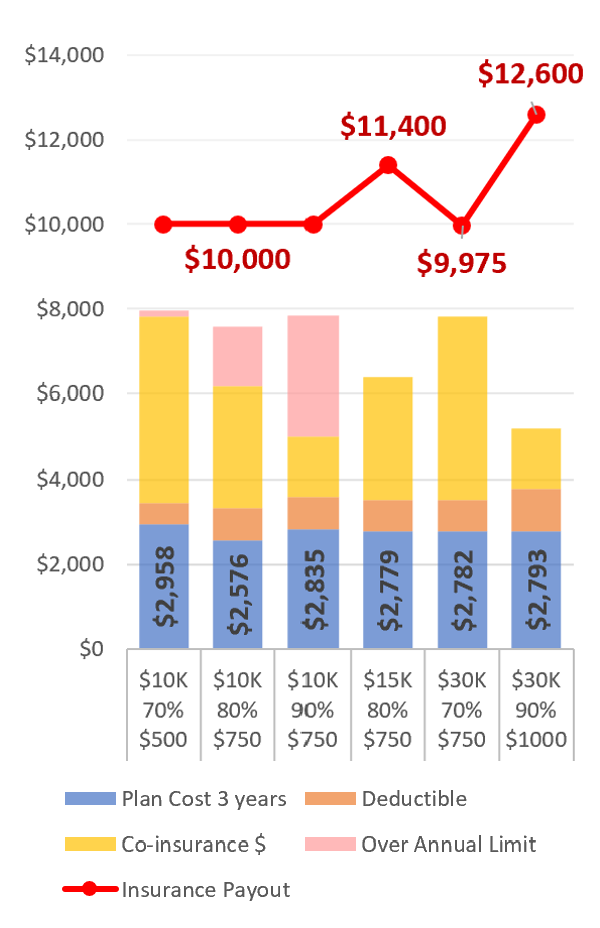 $14,000
$12,600
$12,000
$11,400
$10,000
$10,000
$9,975
$8,000
$6,000
$4,000
$2,000
$0
$2,958
$2,576
$2,835
$2,779
$2,782
$2,793
$10K $10K $10K $15K $30K $30K
70% 80% 90% 80% 70% 90%
$500 $750 $750 $750 $750 $1000
Plan Cost 3 years
Deductible
Co-insurance $
Over Annual Limit
Insurance Payout